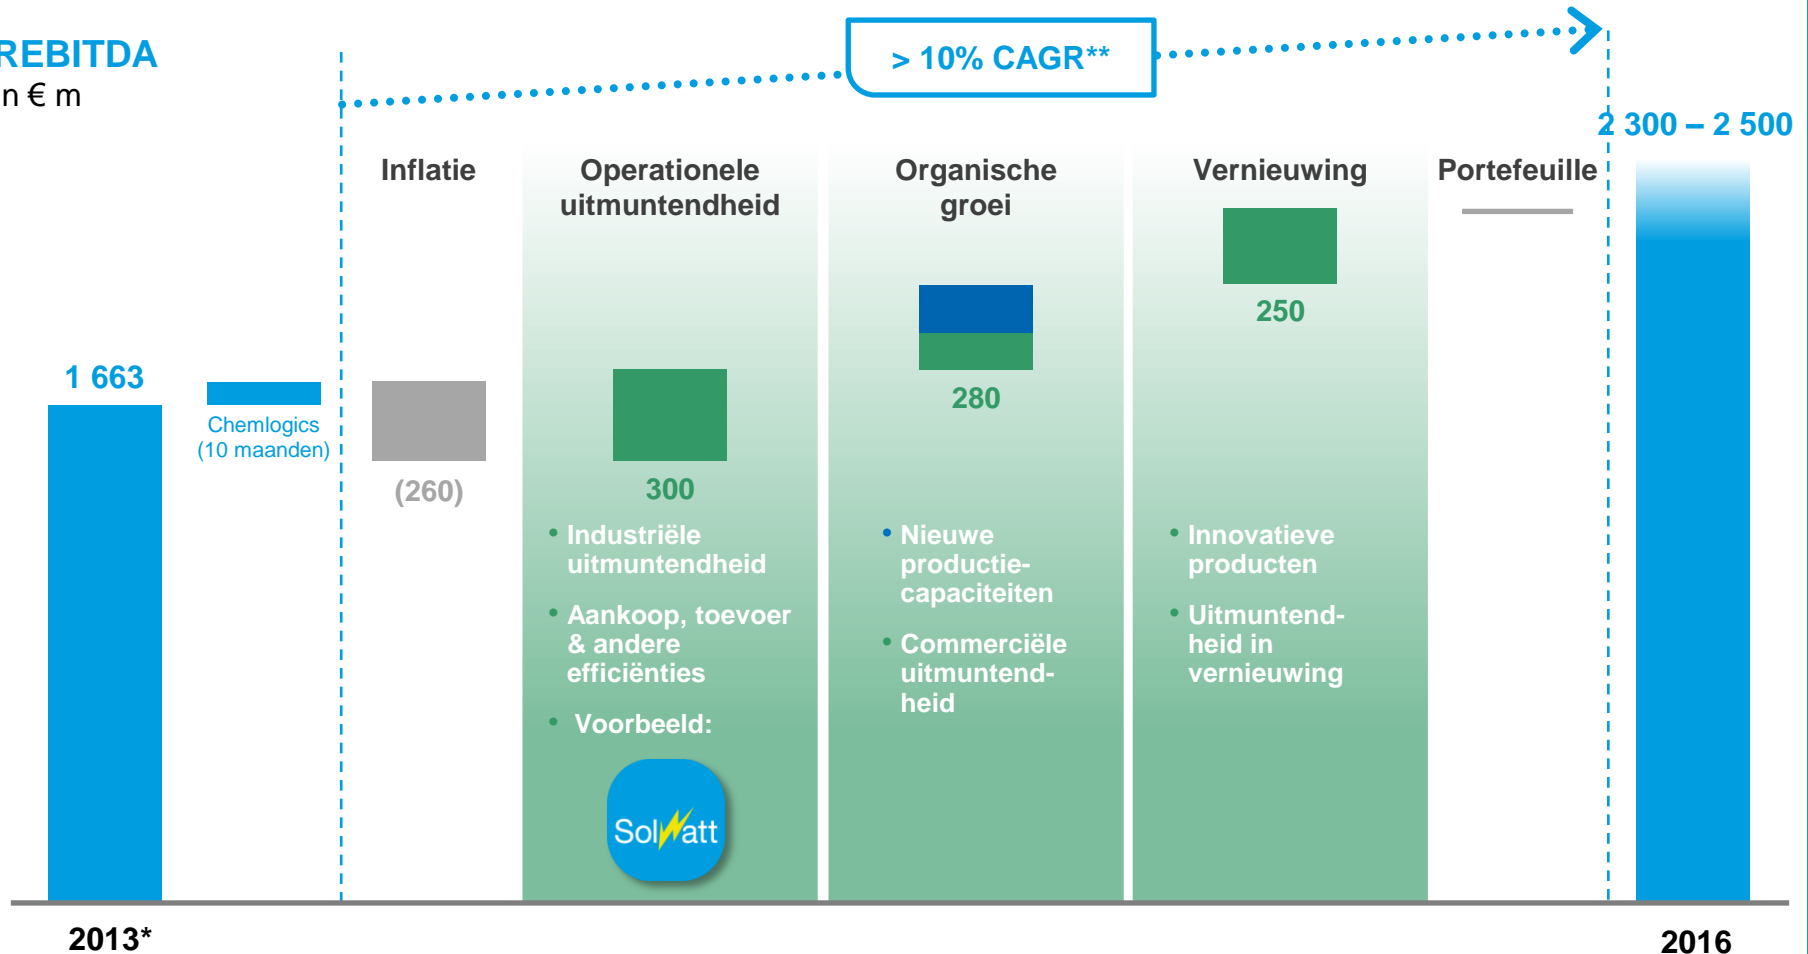 REBITDA
n € m
> 10% CAGR**
2 300 – 2 500
Inflatie
Operationele
uitmuntendheid
Organische
groei
Vernieuwing
Portefeuille
1 663
Chemlogics
(10 maanden)
(260)
300
280
250
• Industriële
uitmuntendheid
• Aankoop, toevoer
& andere
efficiënties
• Voorbeeld:
SolWatt
• Nieuwe
productie-
capaciteiten
• Commerciële
uitmuntend-
heid
• Innovatieve
producten
• Uitmuntend-
heid in
vernieuwing
2013*
2016